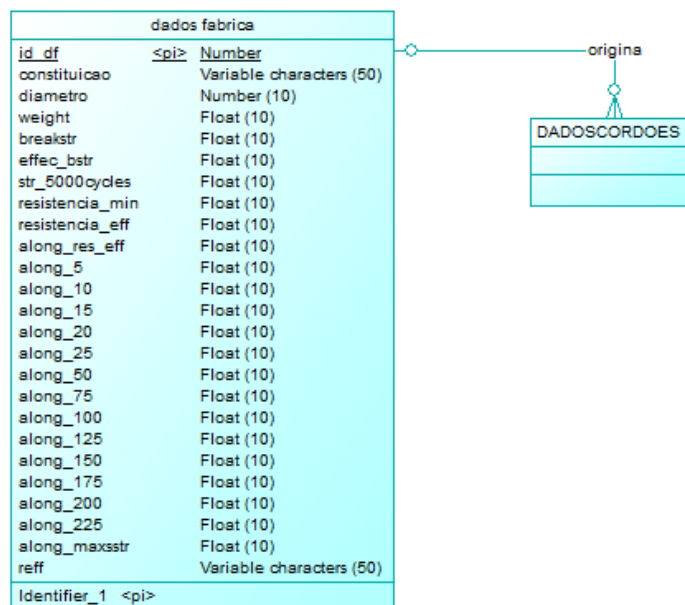 dados fabrica
id_df <pi> Number
constituicao Variable characters (50)
diametro Number (10)
weight Float (10)
breakstr Float (10)
effec_bstr Float (10)
str_5000cycles Float (10)
resistencia_min Float (10)
resistencia_eff Float (10)
along_res_eff Float (10)
along_5 Float (10)
along_10 Float (10)
along_15 Float (10)
along_20 Float (10)
along_25 Float (10)
along_50 Float (10)
along_75 Float (10)
along_100 Float (10)
along_125 Float (10)
along_150 Float (10)
along_175 Float (10)
along_200 Float (10)
along_225 Float (10)
along_maxsstr Float (10)
reff Variable characters (50)
Identifier_1 <pi>
origina
DADOSCORDOES